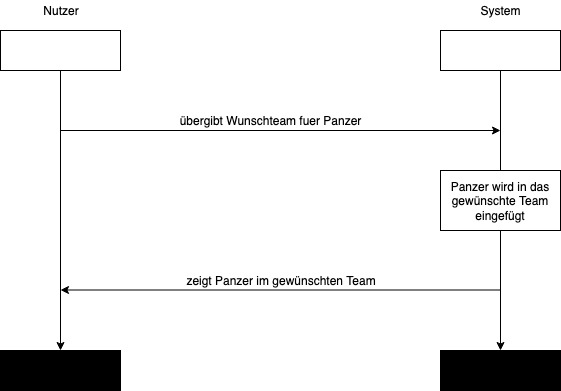 Nutzer
System
übergibt Wunschteam fuer Panzer
Panzer wird in das
gewünschte Team
eingefügt
zeigt Panzer im gewünschten Team